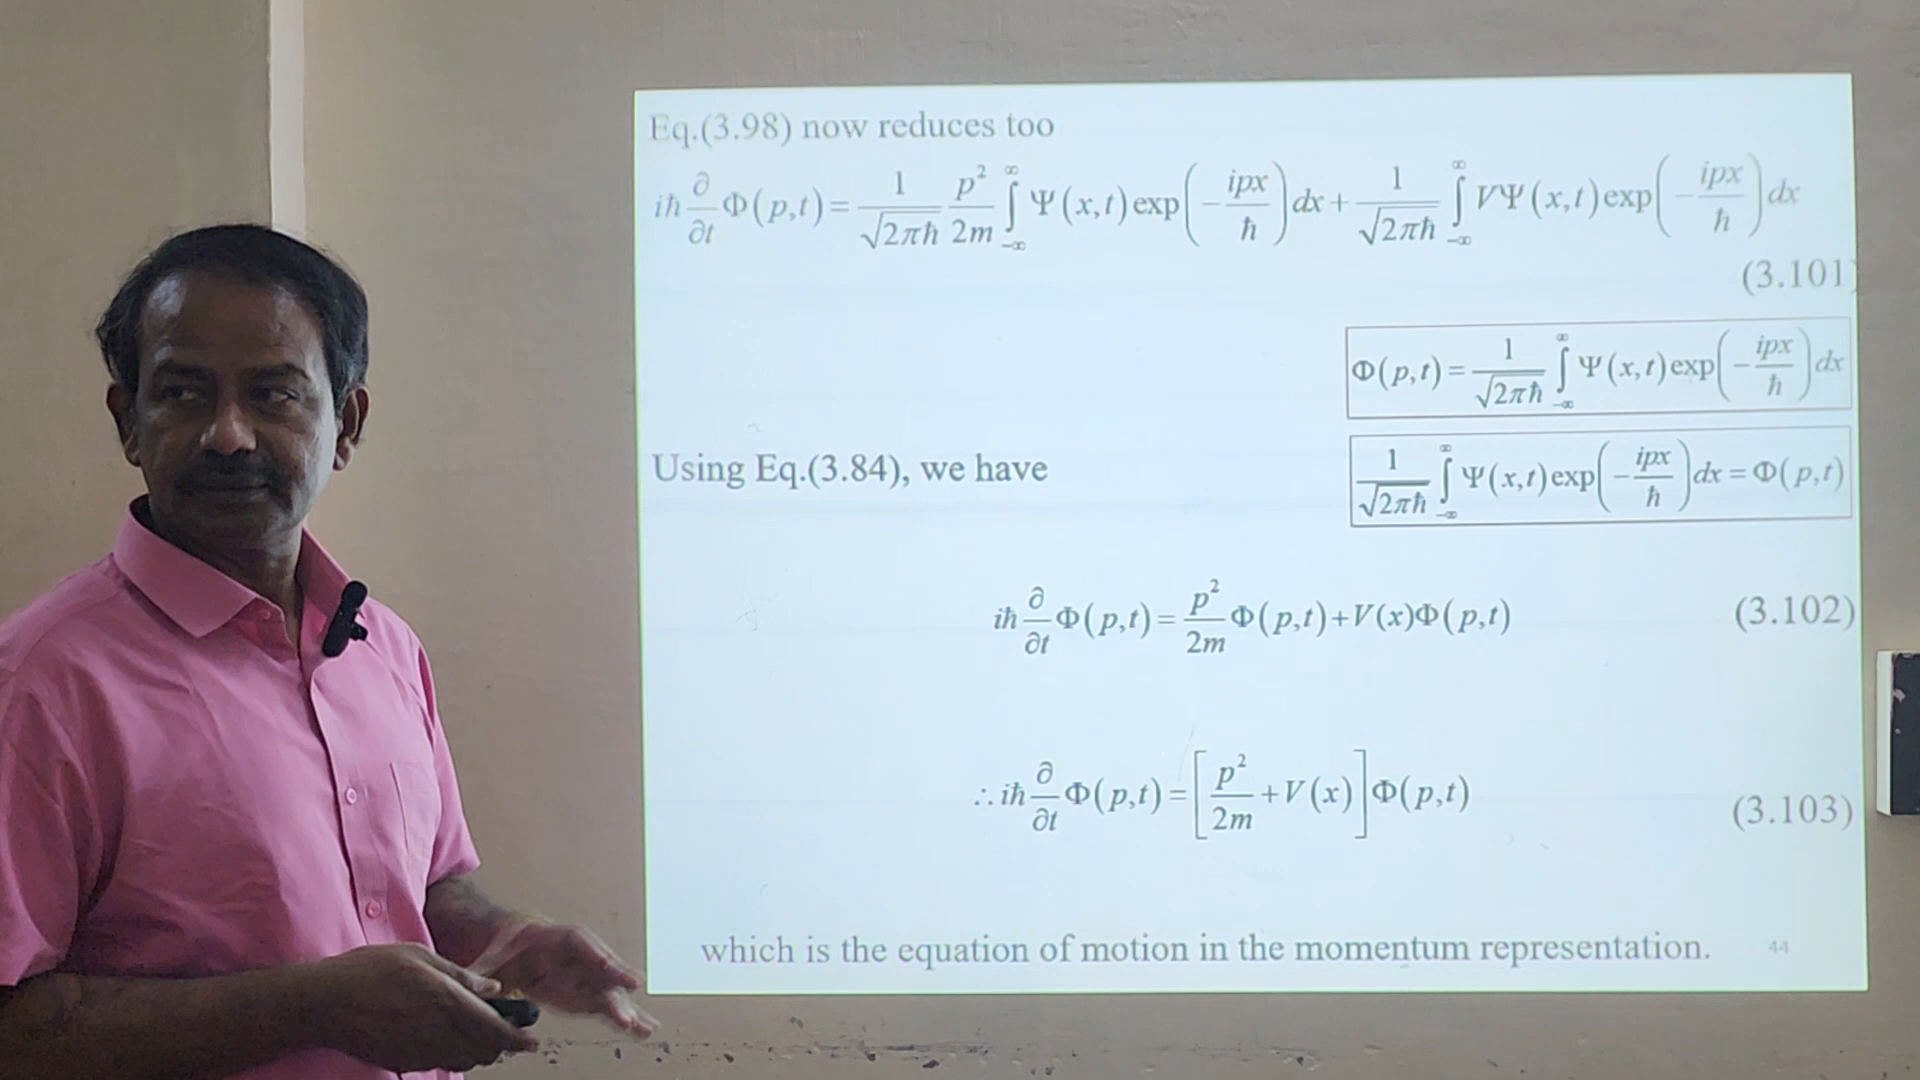 Eq.(3.98) now reduces too
iħ ∂/∂t Φ(p,t) = 1/√2πħ p²/2m ∫_{-∞}^{∞} Ψ(x,t) exp(-ipx/ħ) dx + 1/√2πħ ∫_{-∞}^{∞} VΨ(x,t) exp(-ipx/ħ) dx
(3.101)
Φ(p,t) = 1/√2πħ ∫_{-∞}^{∞} Ψ(x,t) exp(-ipx/ħ) dx
Using Eq.(3.84), we have
1/√2πħ ∫_{-∞}^{∞} Ψ(x,t) exp(-ipx/ħ) dx = Φ(p,t)
iħ ∂/∂t Φ(p,t) = p²/2m Φ(p,t) + V(x)Φ(p,t) (3.102)
∴ iħ ∂/∂t Φ(p,t) = [p²/2m + V(x)] Φ(p,t) (3.103)
which is the equation of motion in the momentum representation. 44